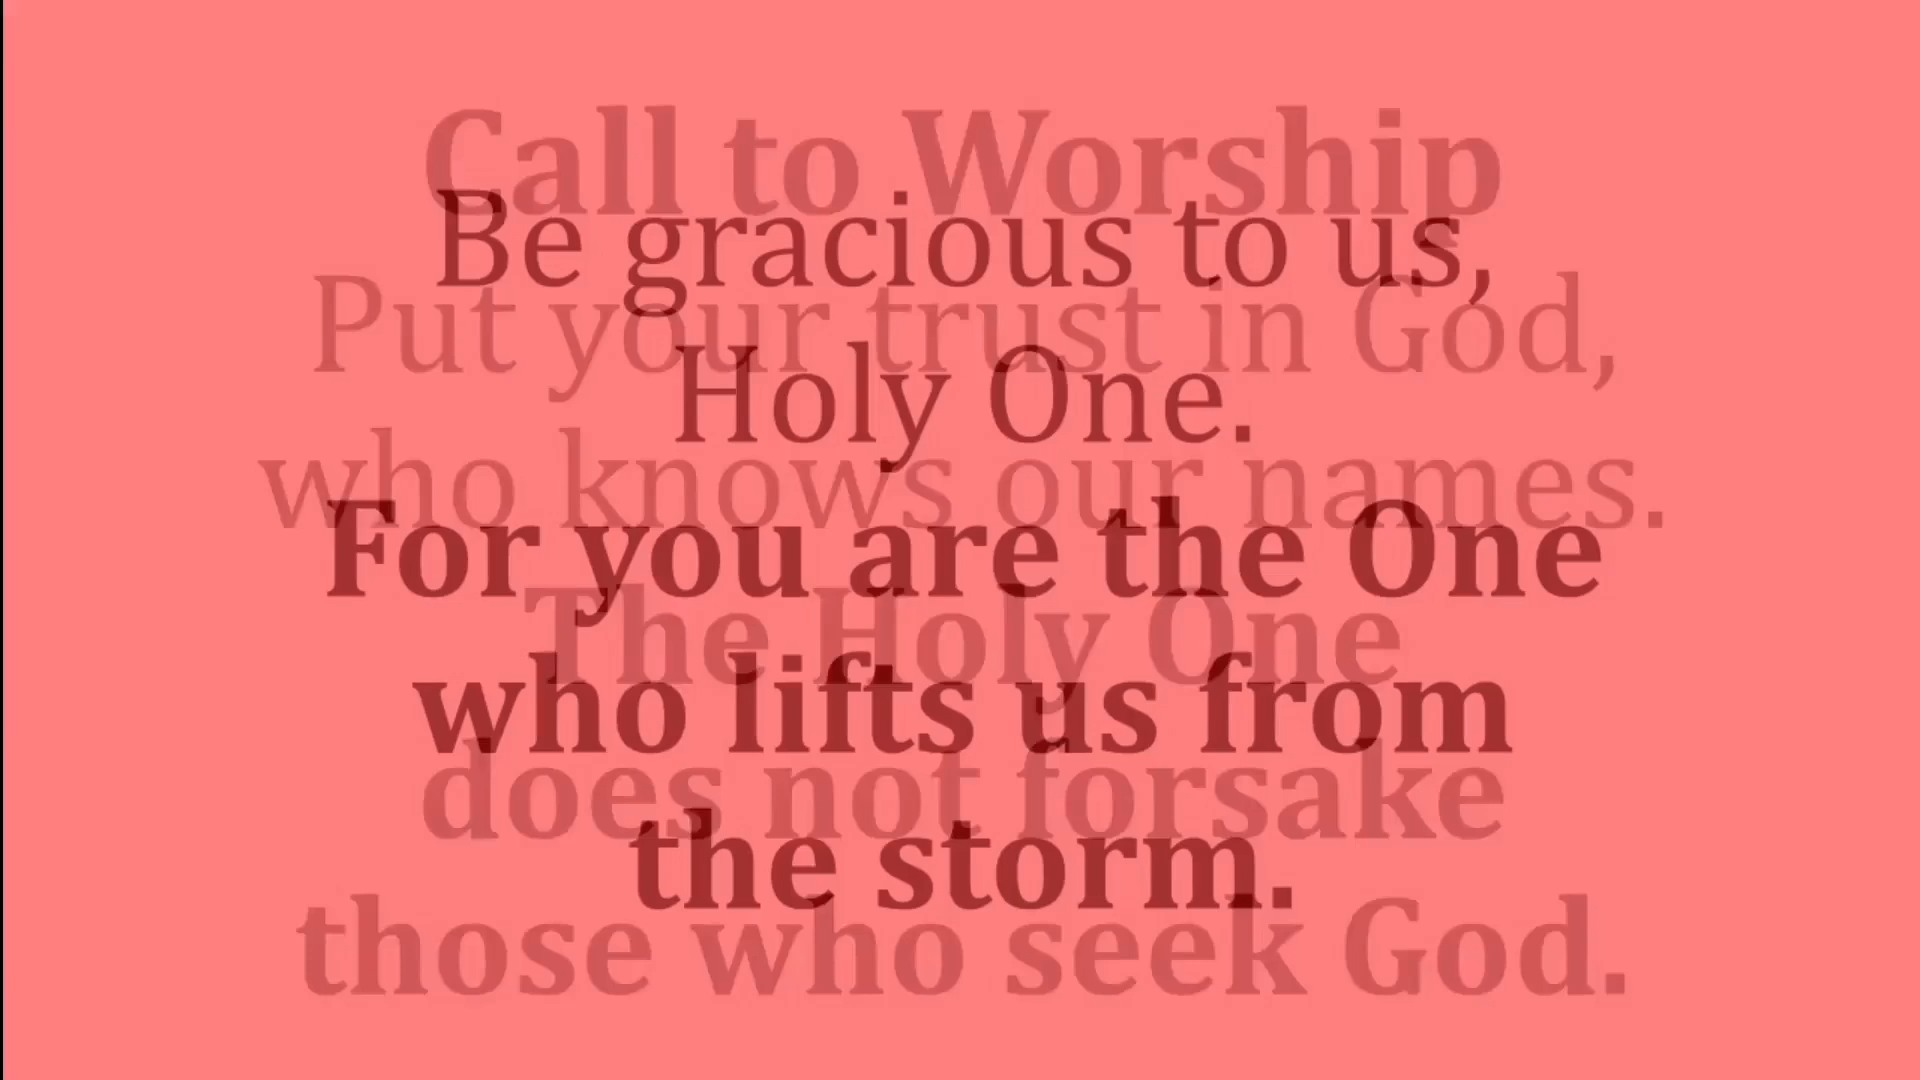 Call to Worship
Be gracious to us,
Put your trust in God,
Holy One.
who knows our names.
For you are the One
The Holy One
who lifts us from
does not forsake
the storm.
those who seek God.